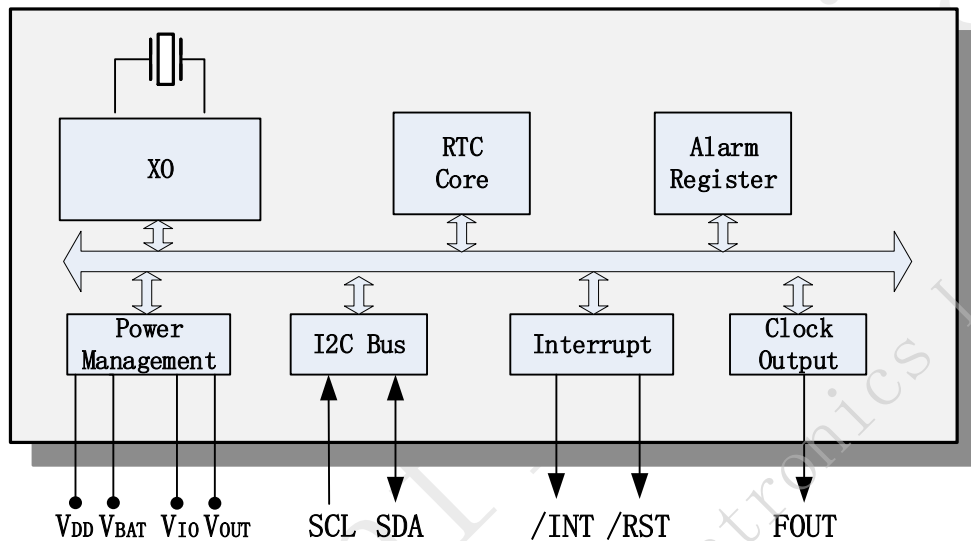 XO
RTC
Core
Alarm
Register
Power
Management
I2C Bus
Interrupt
Clock
Output
VDD VBAT VIO VOUT SCL SDA /INT /RST FOUT